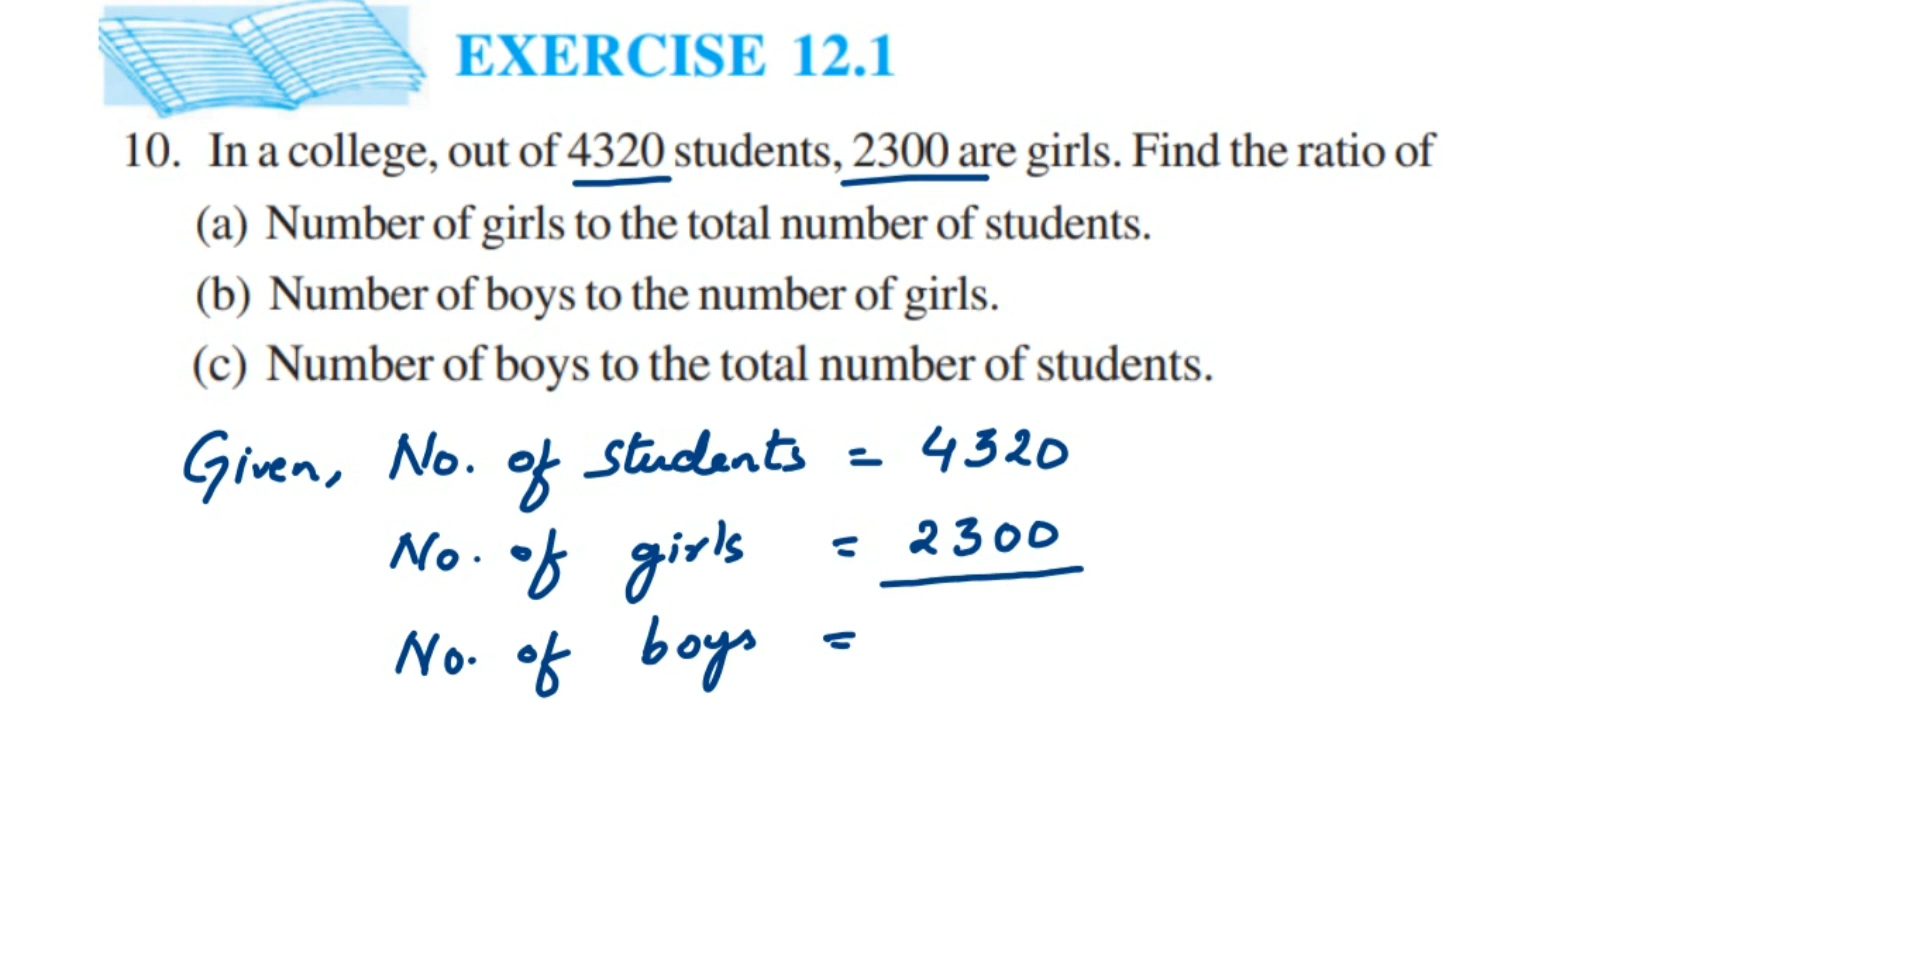 EXERCISE 12.1
10. In a college, out of 4320 students, 2300 are girls. Find the ratio of
(a) Number of girls to the total number of students.
(b) Number of boys to the number of girls.
(c) Number of boys to the total number of students.
Given, No. of students = 4320
No. of girls = 2300
No. of boys =